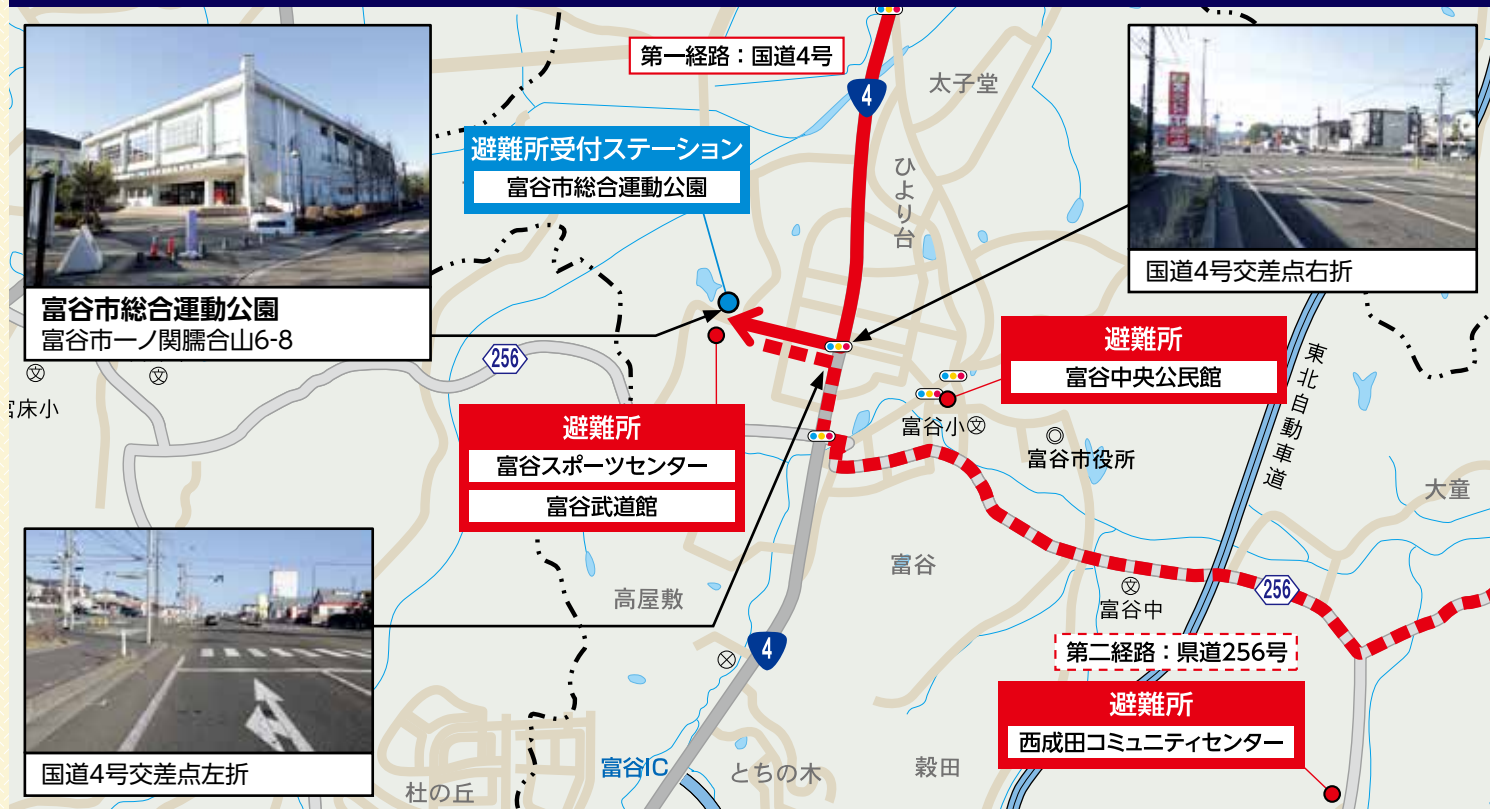 第一経路：国道4号
4
太子堂
避難所受付ステーション
富谷市総合運動公園
ひより台
国道4号交差点右折
富谷市総合運動公園
富谷市一ノ関臑合山6-8
256
宮床小
避難所
富谷中央公民館
東北自動車道
避難所
富谷スポーツセンター
富谷武道館
富谷小
富谷市役所
大童
富谷
高屋敷
富谷中
256
4
第二経路：県道256号
避難所
西成田コミュニティセンター
国道4号交差点左折
富谷IC
とちの木
穀田
杜の丘